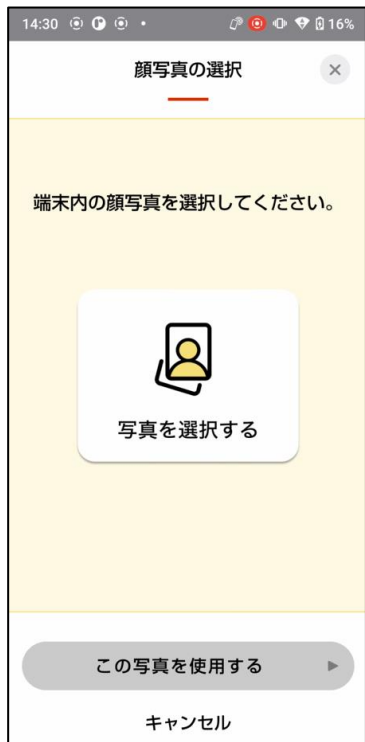 14:30 16%
顔写真の選択
端末内の顔写真を選択してください。
写真を選択する
この写真を使用する
キャンセル